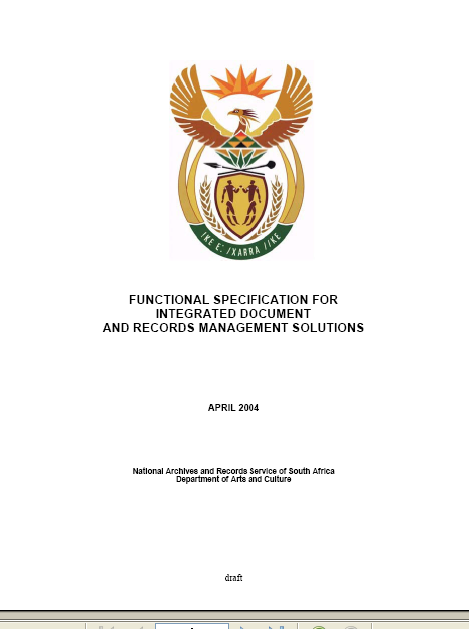 !KE E: /XARRA //KE
FUNCTIONAL SPECIFICATION FOR
INTEGRATED DOCUMENT
AND RECORDS MANAGEMENT SOLUTIONS
APRIL 2004
National Archives and Records Service of South Africa
Department of Arts and Culture
draft